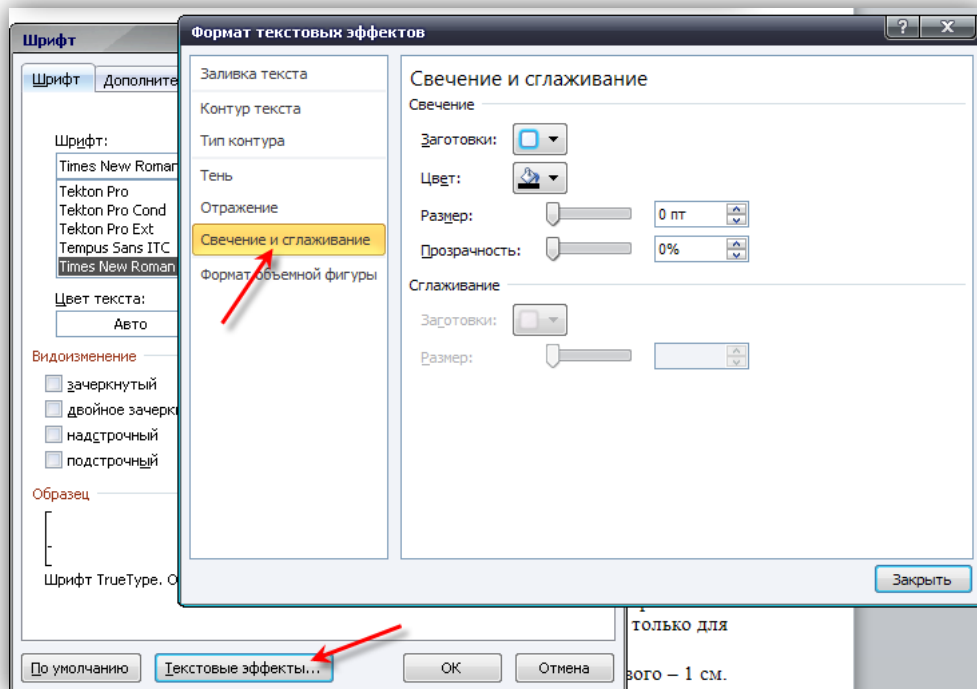 Шрифт
Шрифт
Дополните
Шрифт:
Times New Roman
Tekton Pro
Tekton Pro Cond
Tekton Pro Ext
Tempus Sans ITC
Times New Roman
Цвет текста:
Авто
Видоизменение
зачеркнутый
двойное зачерк
надстрочный
подстрочный
Образец
Шрифт TrueType. О
По умолчанию
Текстовые эффекты...
ОК
Отмена
Формат текстовых эффектов
? X
Заливка текста
Контур текста
Тип контура
Тень
Отражение
Свечение и сглаживание
Формат объемной фигуры
Свечение и сглаживание
Свечение
Заготовки:
Цвет:
Размер: 0 пт
Прозрачность: 0%
Сглаживание
Заготовки:
Размер:
Закрыть
только для
– 1 см.